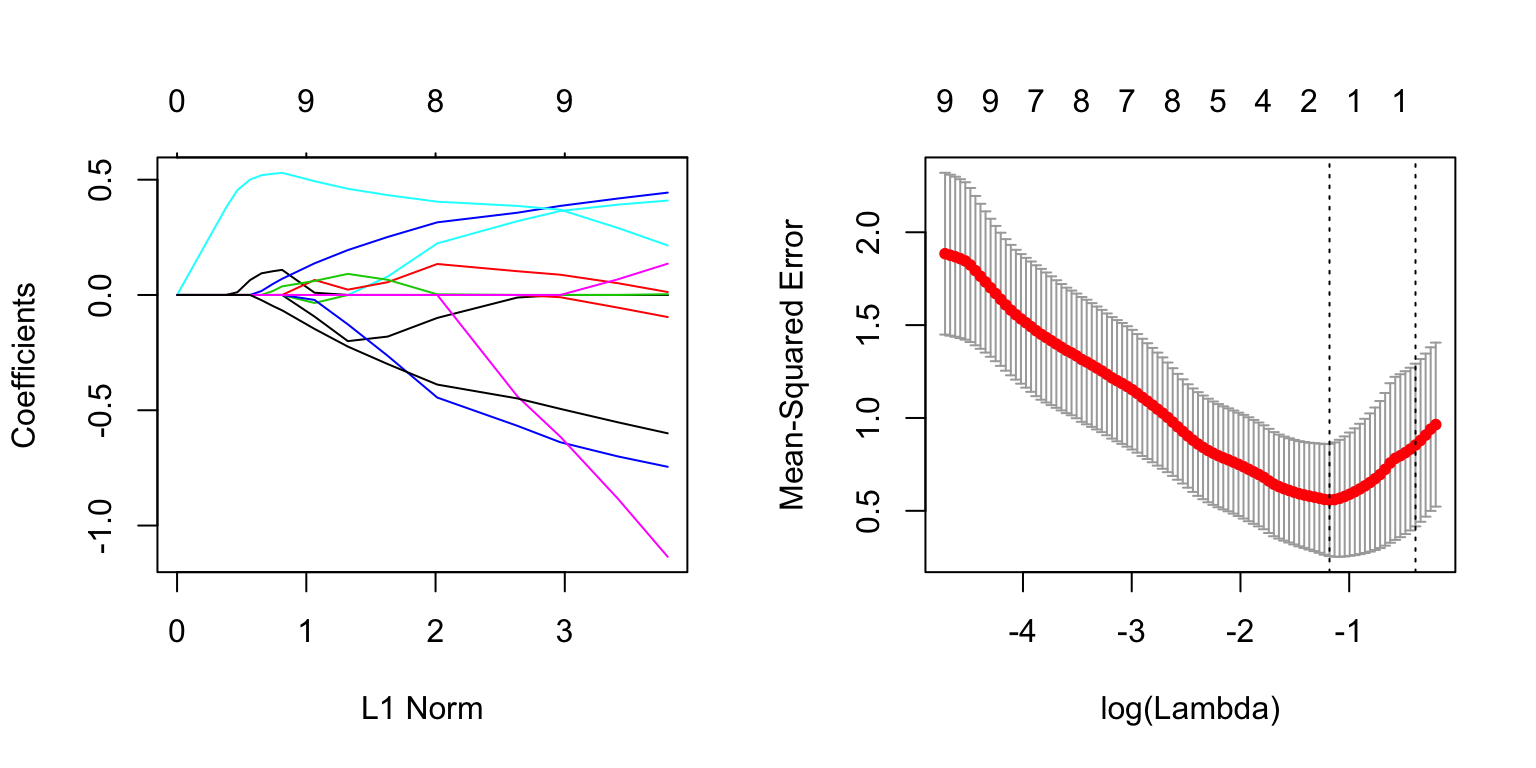 0 9 8 9
0.5
0.0
-0.5
-1.0
Coefficients
0 1 2 3
L1 Norm
9 9 7 8 7 8 5 4 2 1 1
2.0
1.5
1.0
0.5
Mean-Squared Error
-4 -3 -2 -1
log(Lambda)